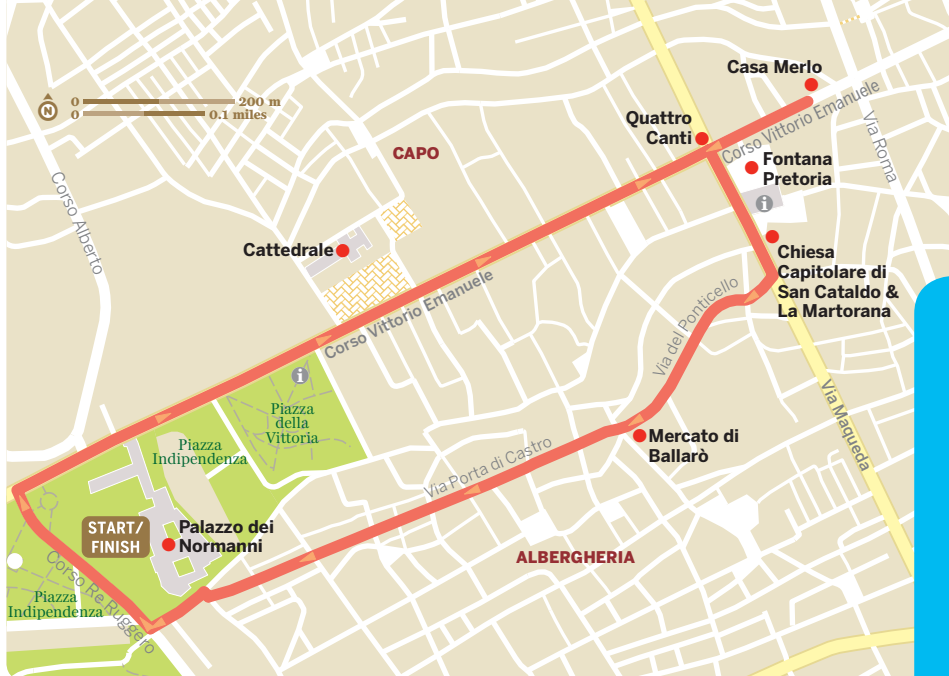 Casa Merlo
N
0 200 m
0 0.1 miles
Quattro
Canti
Corso Vittorio Emanuele
Via Roma
CAPO
Fontana
Pretoria
i
Corso Alberto
Cattedrale
Chiesa
Capitolare di
San Cataldo &
La Martorana
Corso Vittorio Emanuele
Via del Ponticello
i
Via Maqueda
Piazza
della
Vittoria
Piazza
Indipendenza
Mercato di
Ballarò
Via Porta di Castro
START/
FINISH
Palazzo dei
Normanni
ALBERGHERIA
Corso Re Ruggero
Piazza
Indipendenza